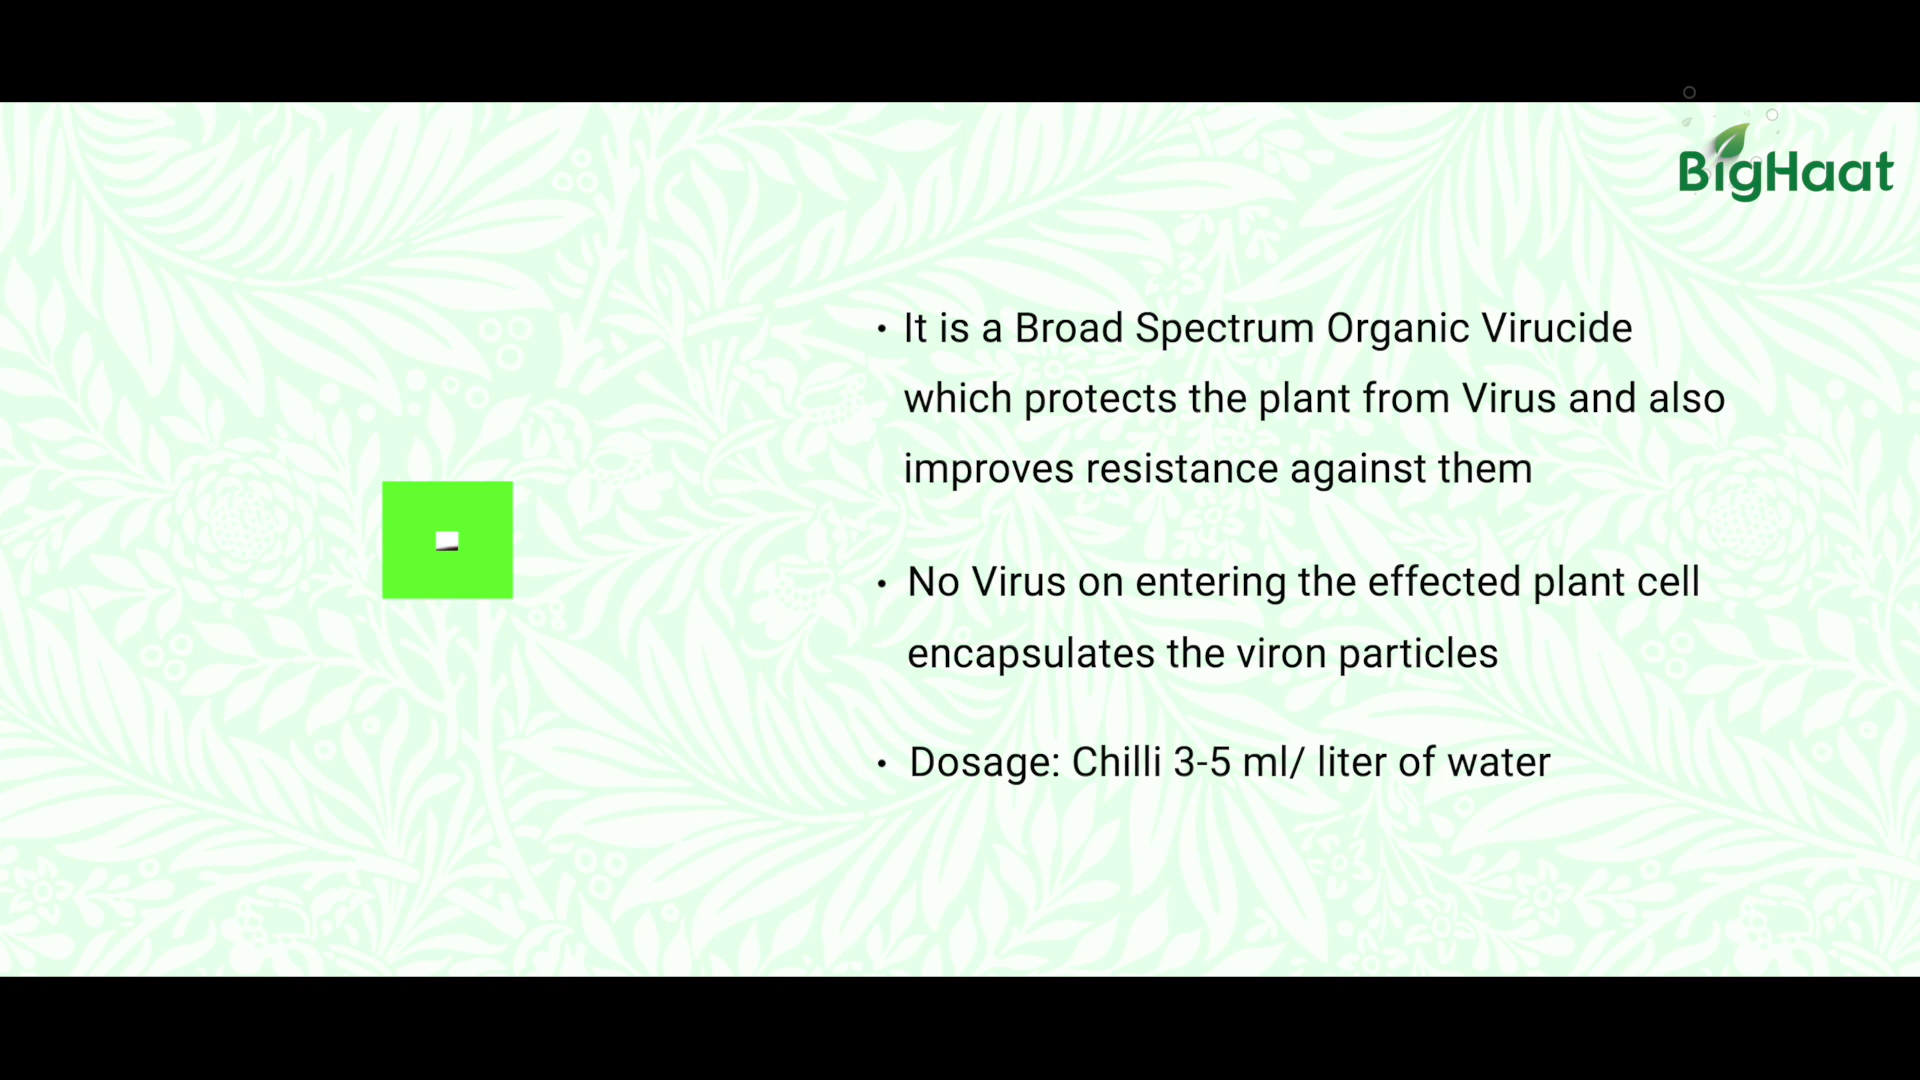 BigHaat
• It is a Broad Spectrum Organic Virucide
which protects the plant from Virus and also
improves resistance against them
• No Virus on entering the effected plant cell
encapsulates the viron particles
• Dosage: Chilli 3-5 ml/ liter of water